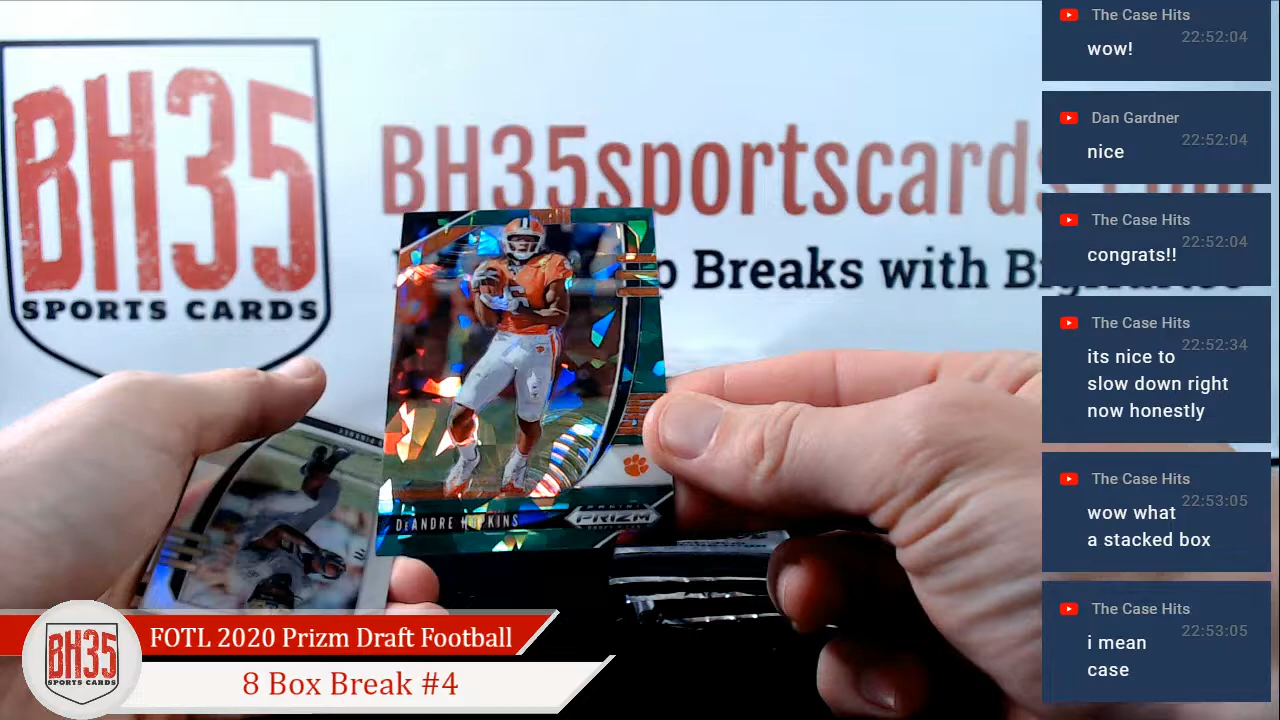 BH35
SPORTS CARDS
BH35sportscards
Breaks with
DEANDRE HOPKINS
PANINI
PRIZM
BH35
SPORTS CARDS
FOTL 2020 Prizm Draft Football
8 Box Break #4
The Case Hits
22:52:04
wow!
Dan Gardner
22:52:04
nice
The Case Hits
22:52:04
congrats!!
The Case Hits
22:52:34
its nice to
slow down right
now honestly
The Case Hits
22:53:05
wow what
a stacked box
The Case Hits
22:53:05
i mean
case